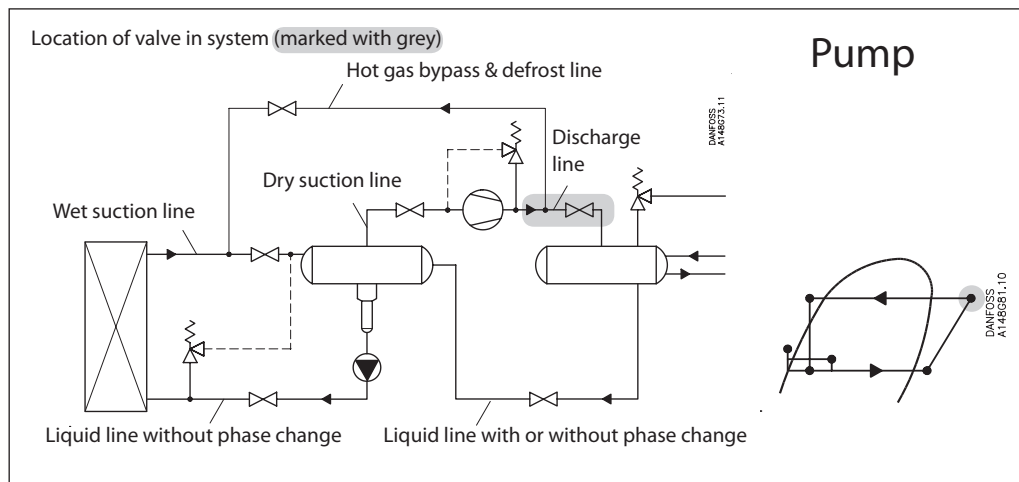 Location of valve in system (marked with grey)
Pump
Hot gas bypass & defrost line
DANFOSS
A148G73.11
Discharge
line
Dry suction line
Wet suction line
DANFOSS
A148G81.10
Liquid line without phase change
Liquid line with or without phase change